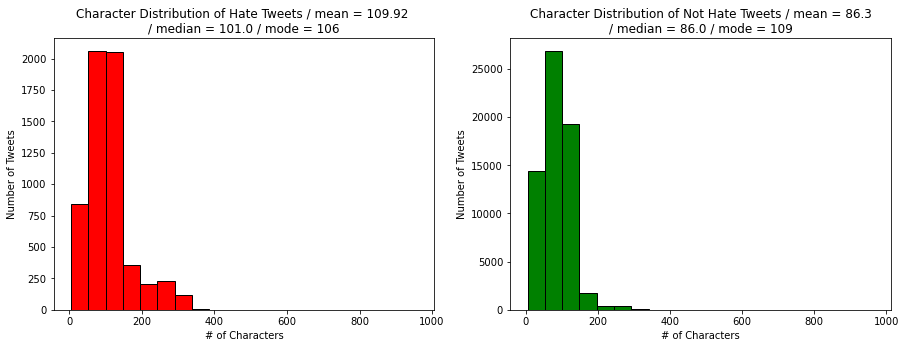 Character Distribution of Hate Tweets / mean = 109.92
/ median = 101.0 / mode = 106
2000
1750
1500
1250
1000
750
500
250
0
Number of Tweets
0 200 400 600 800 1000
# of Characters
Character Distribution of Not Hate Tweets / mean = 86.3
/ median = 86.0 / mode = 109
25000
20000
15000
10000
5000
0
Number of Tweets
0 200 400 600 800 1000
# of Characters